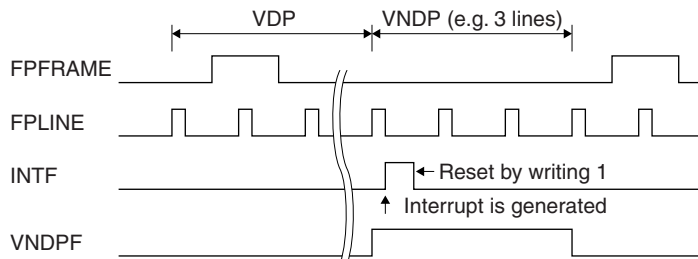 VDP VNDP (e.g. 3 lines)
FPFRAME
FPLINE
INTF
Reset by writing 1
Interrupt is generated
VNDPF